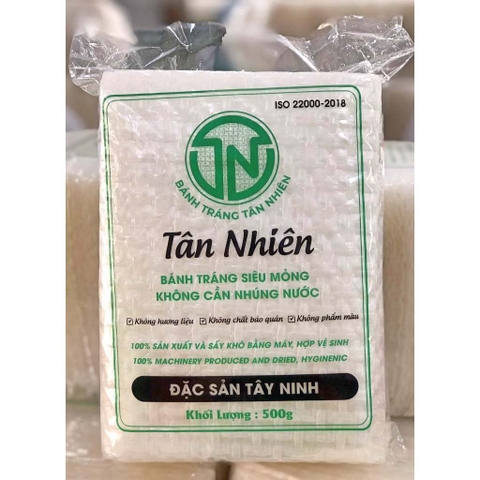 ISO 22000-2018
TN
BÁNH TRÁNG TÂN NHIÊN
Tân Nhiên
BÁNH TRÁNG SIÊU MỎNG
KHÔNG CẦN NHÚNG NƯỚC
Không hương liệu Không chất bảo quản Không phẩm màu
100% SẢN XUẤT VÀ SẤY KHÔ BẰNG MÁY, HỢP VỆ SINH
100% MACHINERY PRODUCED AND DRIED, HYGINENIC
ĐẶC SẢN TÂY NINH
Khối Lượng : 500g